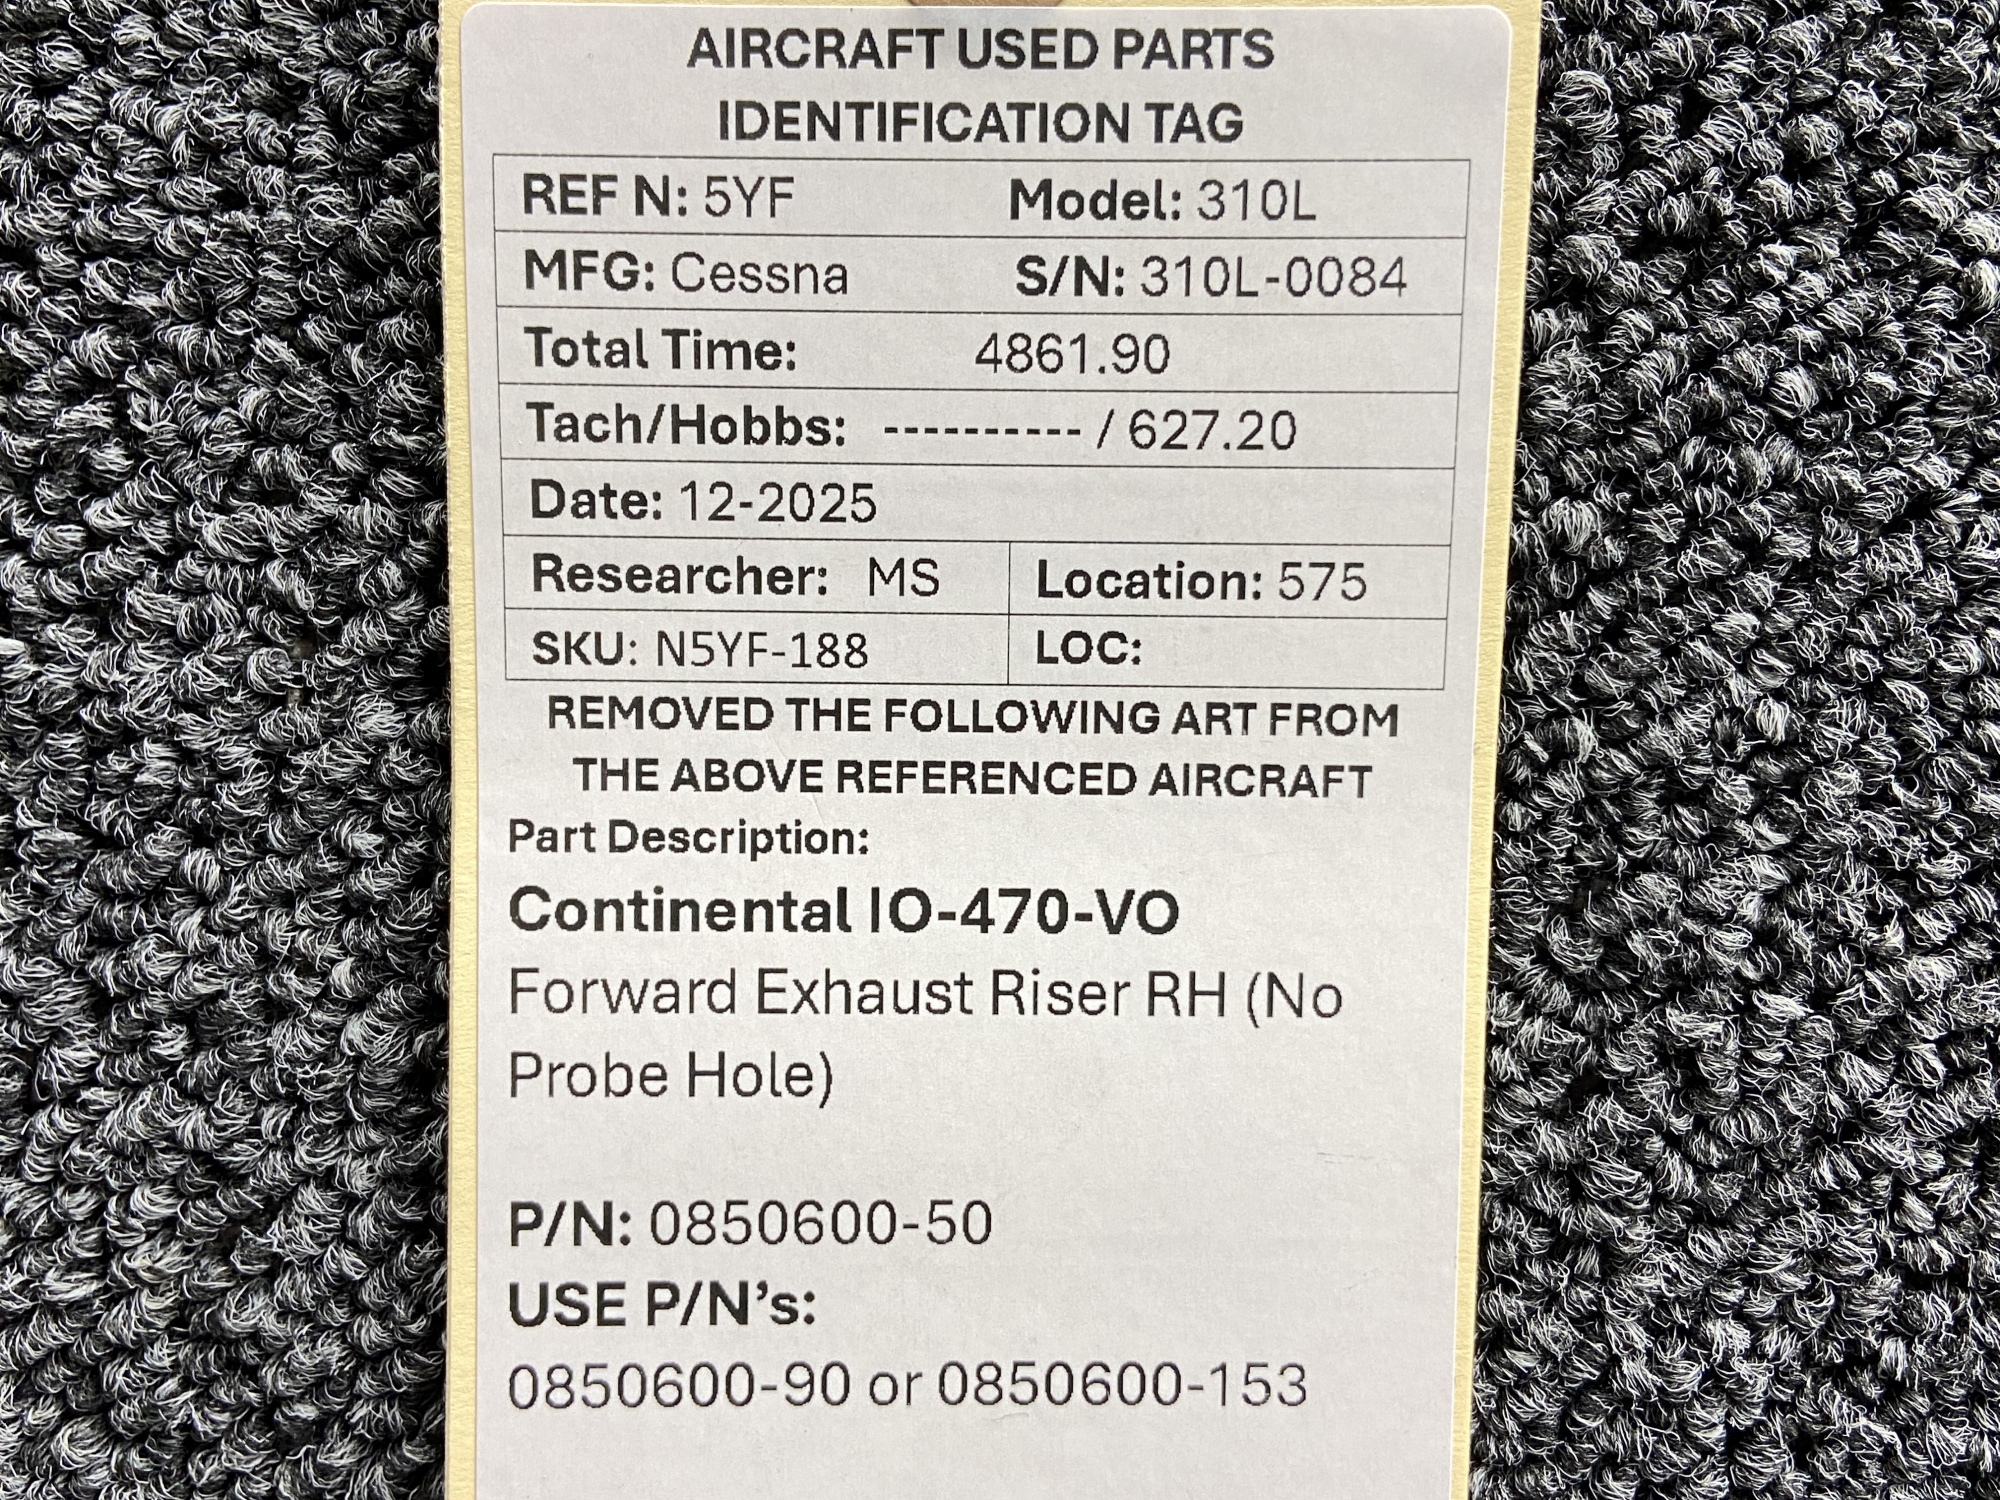 AIRCRAFT USED PARTS
IDENTIFICATION TAG
REF N: 5YF Model: 310L
MFG: Cessna S/N: 310L-0084
Total Time: 4861.90
Tach/Hobbs: ---------- / 627.20
Date: 12-2025
Researcher: MS Location: 575
SKU: N5YF-188 LOC:
REMOVED THE FOLLOWING ART FROM
THE ABOVE REFERENCED AIRCRAFT
Part Description:
Continental IO-470-VO
Forward Exhaust Riser RH (No
Probe Hole)
P/N: 0850600-50
USE P/N's:
0850600-90 or 0850600-153